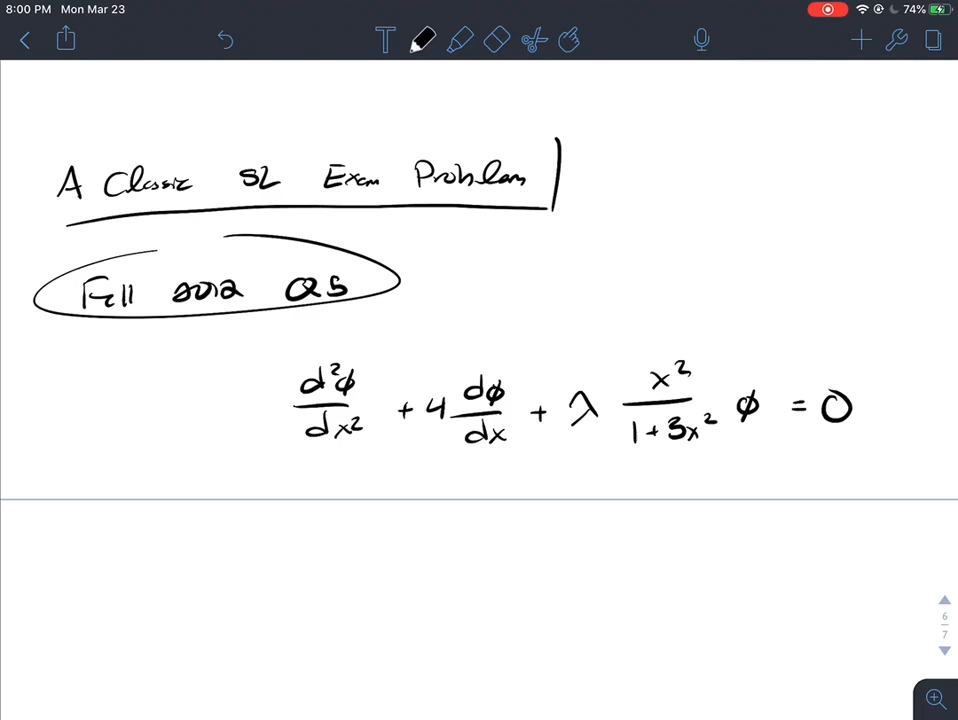 8:00 PM Mon Mar 23 74%
T
A Classic SL Exam Problem
Fall 2012 Q5
d²φ/dx² + 4 dφ/dx + λ x²/(1+3x²) φ = 0
6
7